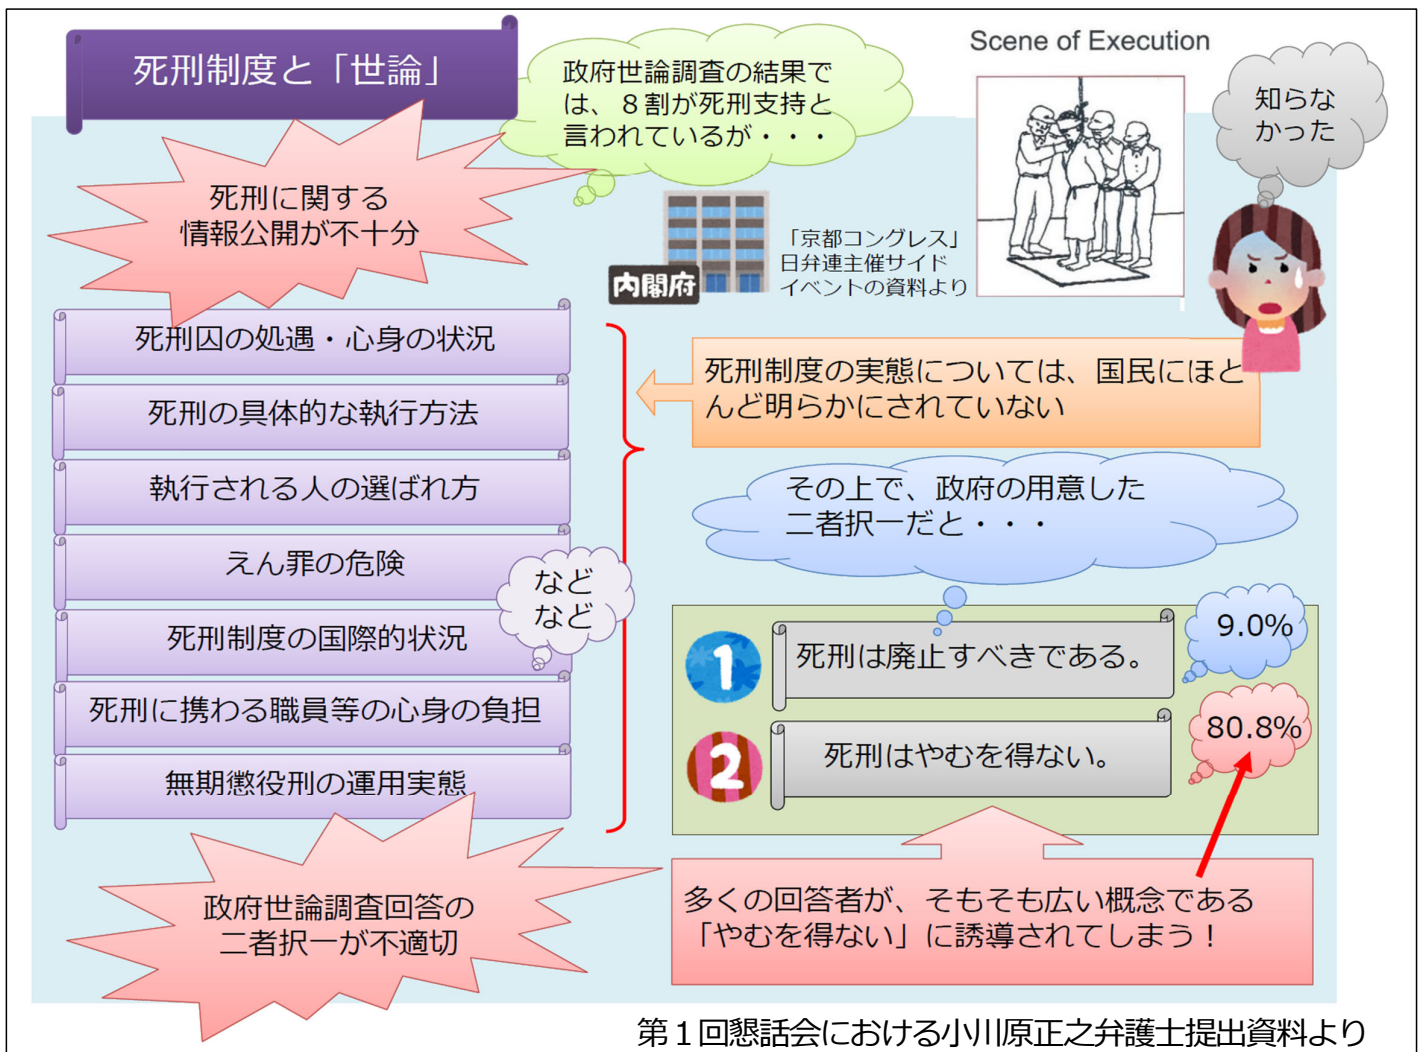 死刑制度と「世論」
政府世論調査の結果で
は、８割が死刑支持と
言われているが・・・
Scene of Execution
知らな
かった
死刑に関する
情報公開が不十分
内閣府
「京都コングレス」
日弁連主催サイド
イベントの資料より
死刑囚の処遇・心身の状況
死刑の具体的な執行方法
執行される人の選ばれ方
えん罪の危険
など
など
死刑制度の国際的状況
死刑に携わる職員等の心身の負担
無期懲役刑の運用実態
死刑制度の実態については、国民にほと
んど明らかにされていない
その上で、政府の用意した
二者択一だと・・・
1
死刑は廃止すべきである。
9.0%
2
死刑はやむを得ない。
80.8%
政府世論調査回答の
二者択一が不適切
多くの回答者が、そもそも広い概念である
「やむを得ない」に誘導されてしまう！
第１回懇話会における小川原正之弁護士提出資料より